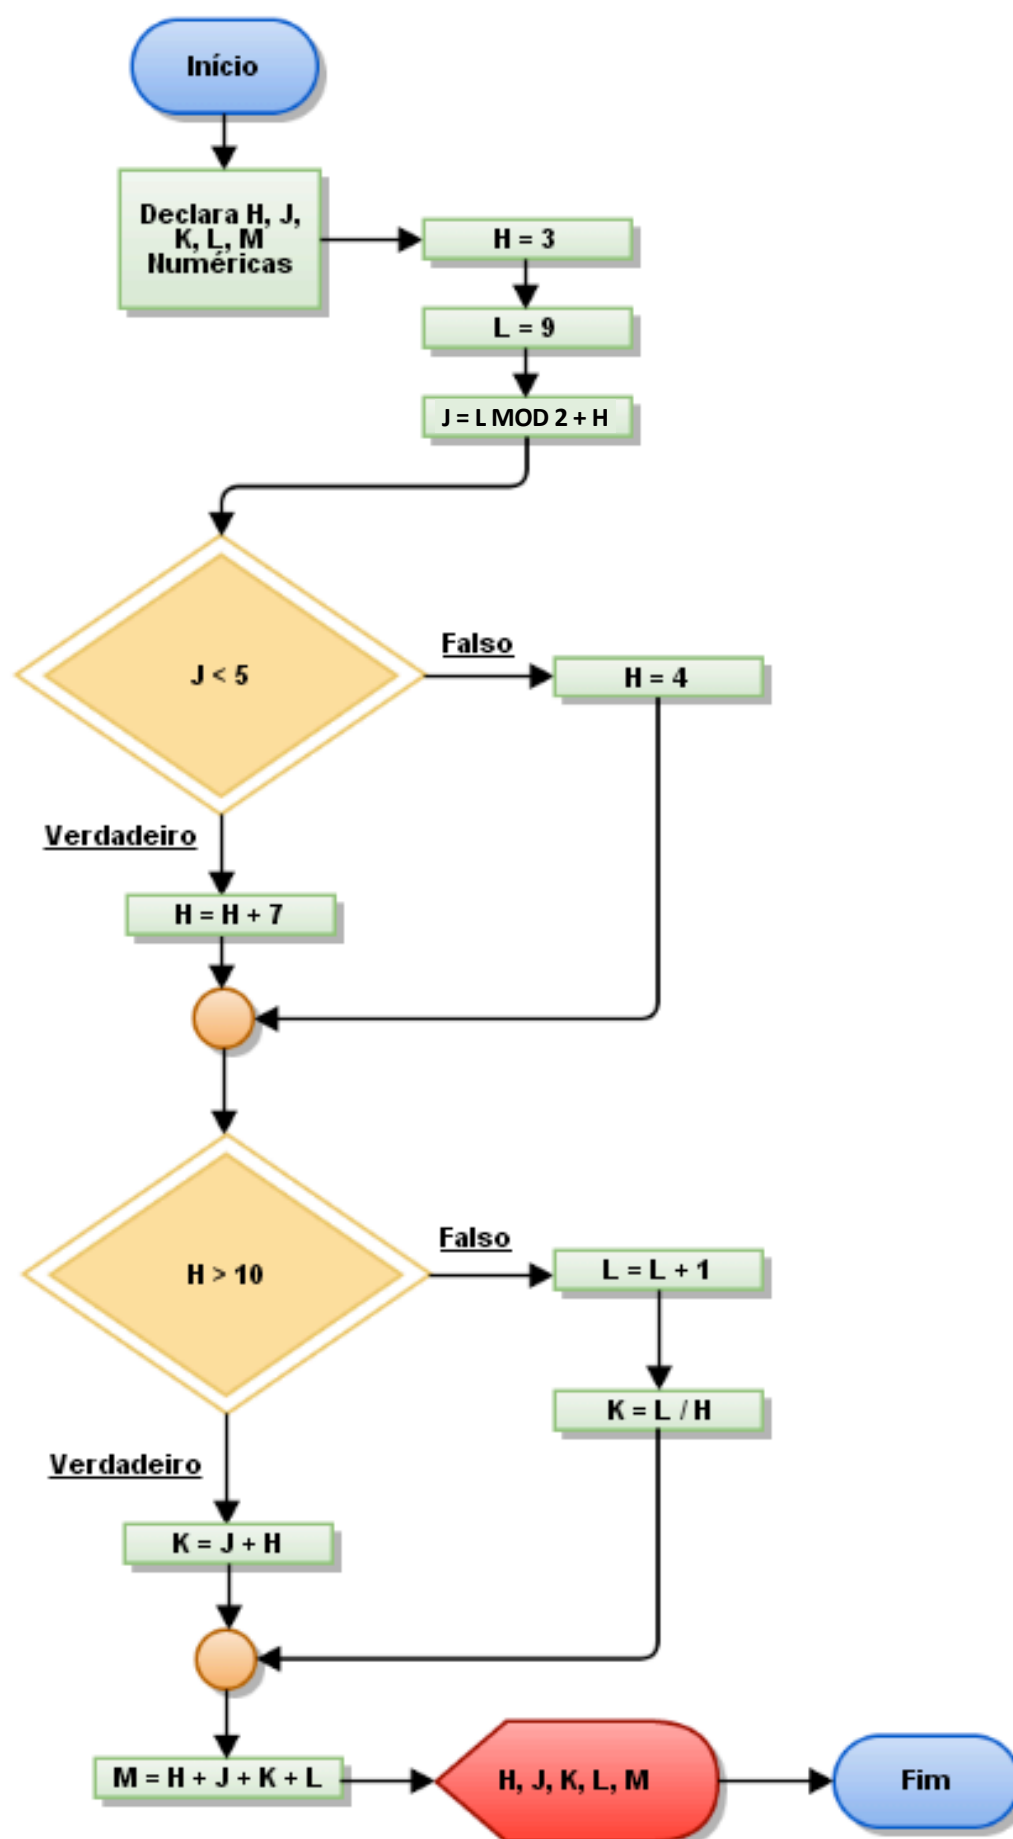 Início
Declara H, J,
K, L, M
Numéricas
H = 3
L = 9
J = L MOD 2 + H
J < 5
Falso
H = 4
Verdadeiro
H = H + 7
H > 10
Falso
L = L + 1
K = L / H
Verdadeiro
K = J + H
M = H + J + K + L
H, J, K, L, M
Fim